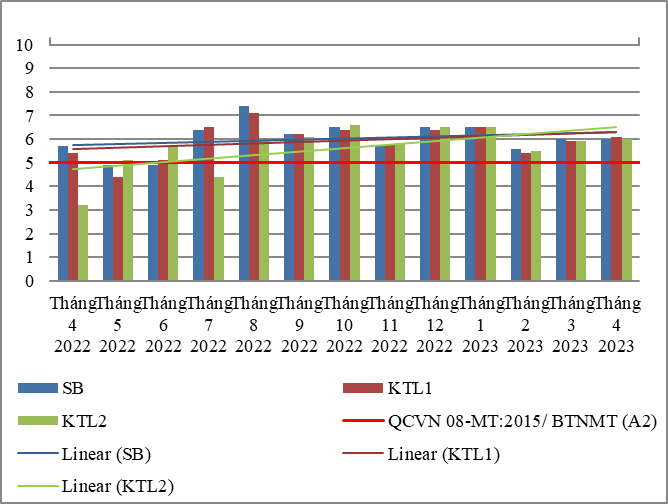 10
9
8
7
6
5
4
3
2
1
0
Tháng Tháng Tháng Tháng Tháng Tháng Tháng Tháng Tháng Tháng Tháng Tháng Tháng
4 5 6 7 8 9 10 11 12 1 2 3 4
2022 2022 2022 2022 2022 2022 2022 2022 2022 2023 2023 2023 2023
SB KTL1
KTL2 QCVN 08-MT:2015/ BTNMT (A2)
Linear (SB) Linear (KTL1)
Linear (KTL2)